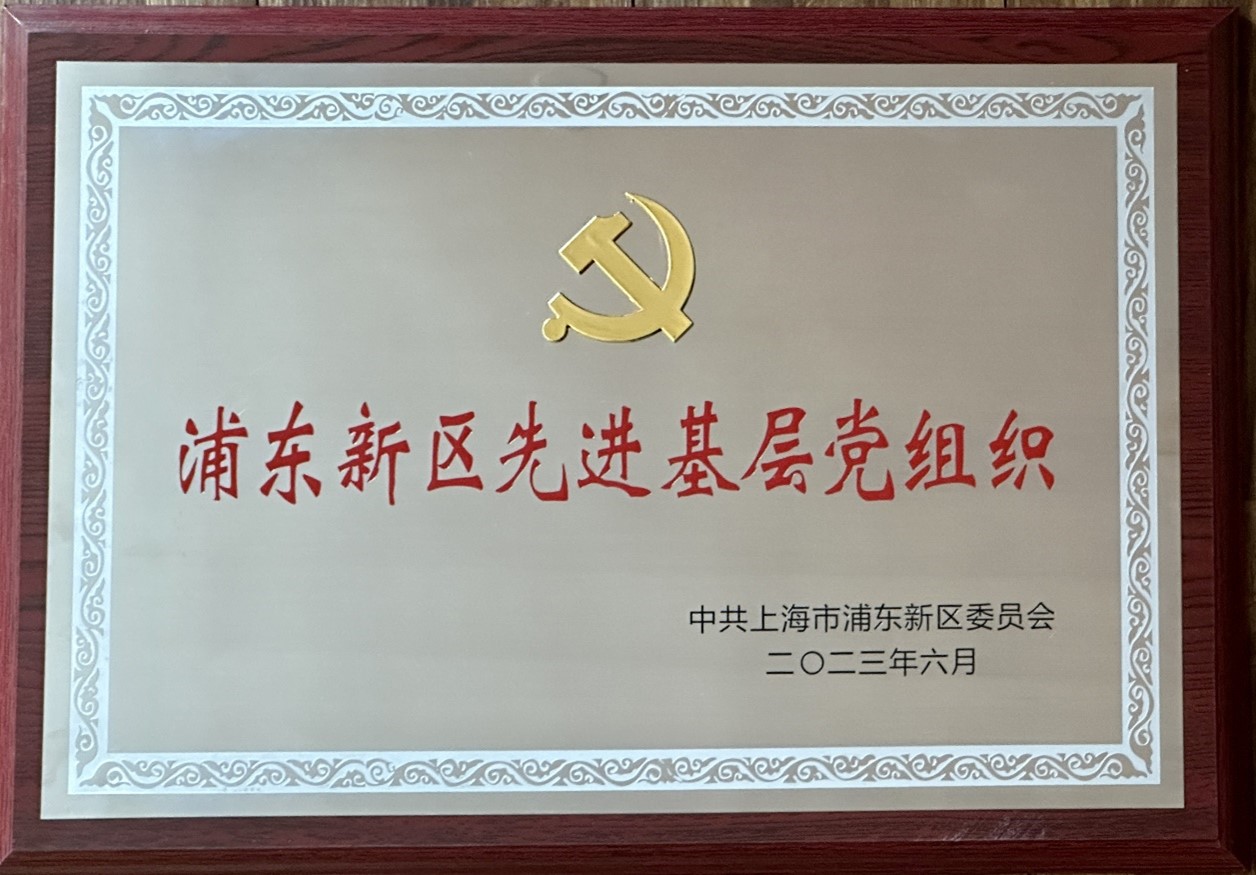 浦东新区先进基层党组织
中共上海市浦东新区委员会
二〇二三年六月